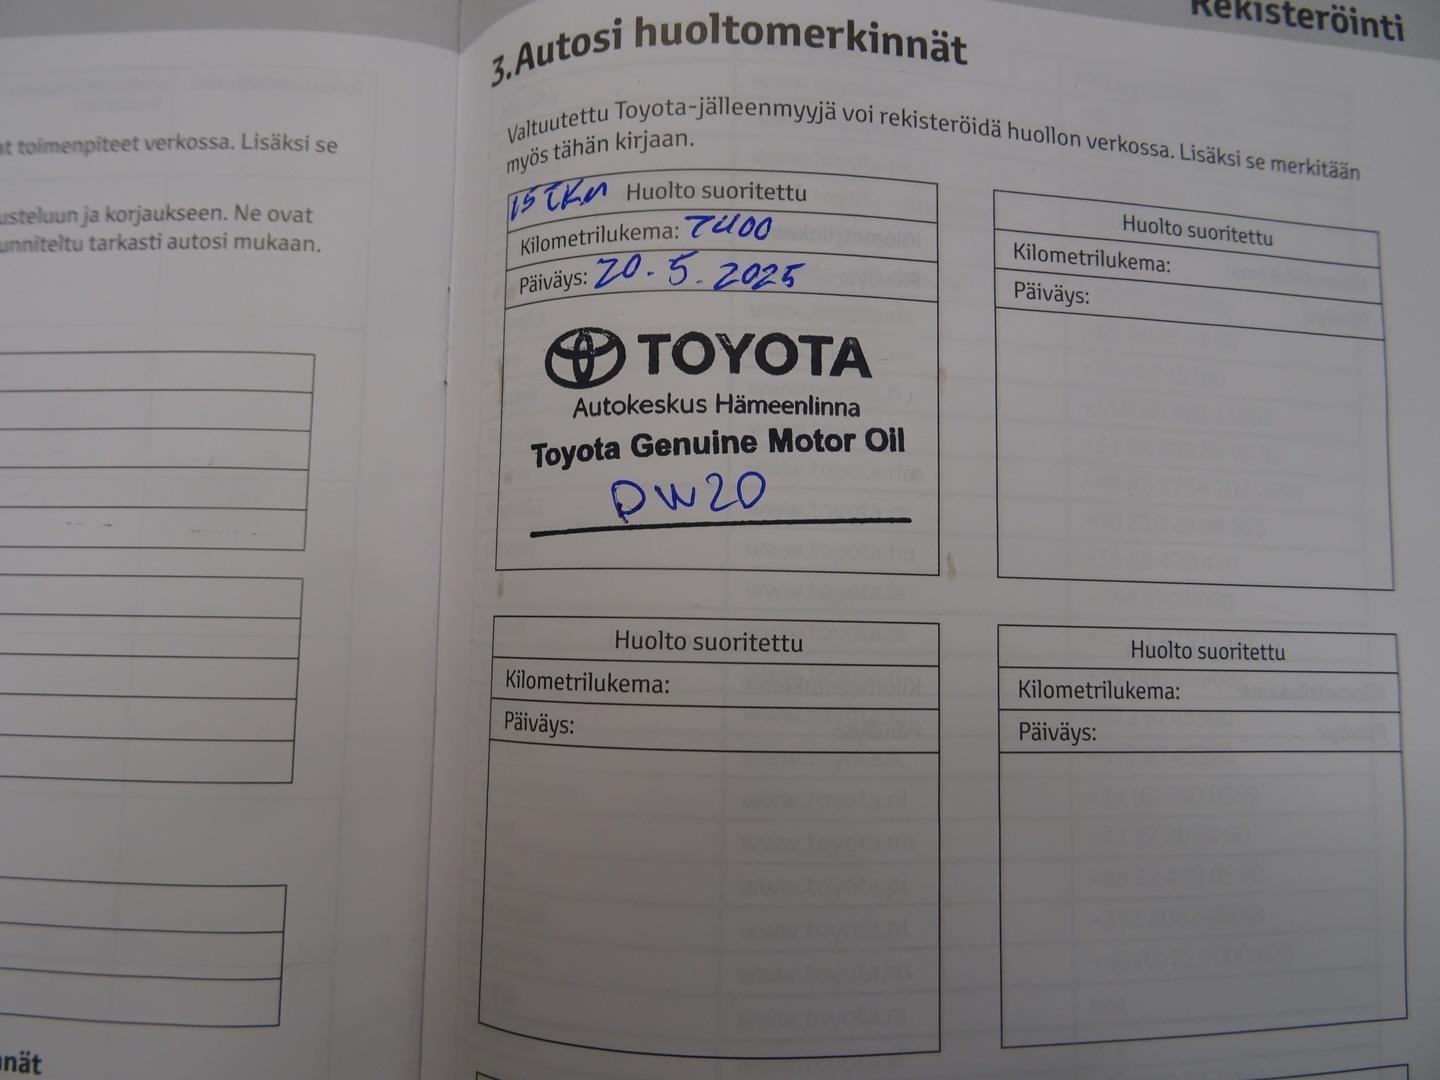 Rekisteröinti
at toimenpiteet verkossa. Lisäksi se
usteluun ja korjaukseen. Ne ovat
unniteltu tarkasti autosi mukaan.
nät
3. Autosi huoltomerkinnät
Valtuutettu Toyota-jälleenmyyjä voi rekisteröidä huollon verkossa. Lisäksi se merkitään
myös tähän kirjaan.
15 TKM Huolto suoritettu
Kilometrilukema: 7400
Päiväys: 20.5.2025
TOYOTA
Autokeskus Hämeenlinna
Toyota Genuine Motor Oil
0W20
Huolto suoritettu
Kilometrilukema:
Päiväys:
Huolto suoritettu
Kilometrilukema:
Päiväys:
Huolto suoritettu
Kilometrilukema:
Päiväys: